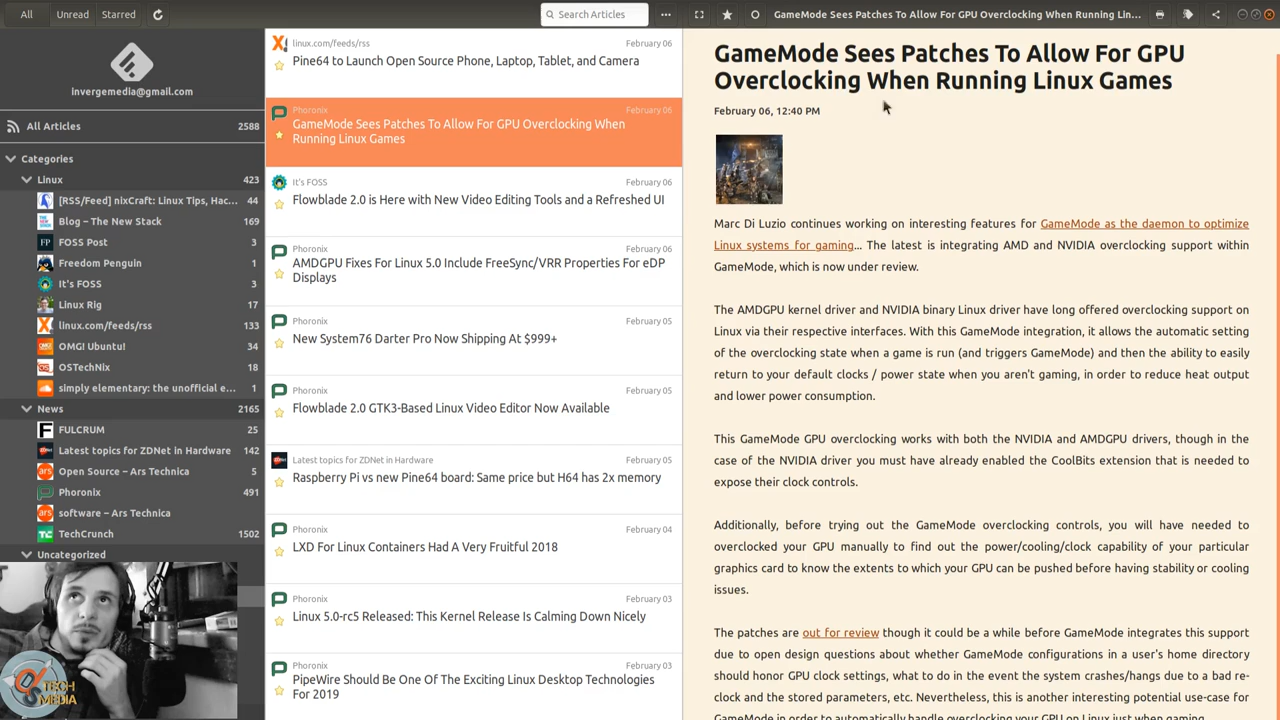 All
Unread
Starred
Search Articles
GameMode Sees Patches To Allow For GPU Overclocking When Running Lin...
invergemedia@gmail.com
All Articles 2588
Categories
Linux 423
[RSS/Feed] nixCraft: Linux Tips, Hac... 44
Blog – The New Stack 169
FOSS Post 3
Freedom Penguin 1
It's FOSS 3
Linux Rig 17
linux.com/feeds/rss 133
OMG! Ubuntu! 34
OSTechNix 18
simply elementary: the unofficial e... 1
News 2165
FULCRUM 25
Latest topics for ZDNet in Hardware 142
Open Source – Ars Technica 5
Phoronix 491
software – Ars Technica 2
TechCrunch 1502
Uncategorized
TECH
MEDIA
linux.com/feeds/rss February 06
Pine64 to Launch Open Source Phone, Laptop, Tablet, and Camera
Phoronix February 06
GameMode Sees Patches To Allow For GPU Overclocking When
Running Linux Games
It's FOSS February 06
Flowblade 2.0 is Here with New Video Editing Tools and a Refreshed UI
Phoronix February 06
AMDGPU Fixes For Linux 5.0 Include FreeSync/VRR Properties For eDP
Displays
Phoronix February 05
New System76 Darter Pro Now Shipping At $999+
Phoronix February 05
Flowblade 2.0 GTK3-Based Linux Video Editor Now Available
Latest topics for ZDNet in Hardware February 05
Raspberry Pi vs new Pine64 board: Same price but H64 has 2x memory
Phoronix February 04
LXD For Linux Containers Had A Very Fruitful 2018
Phoronix February 03
Linux 5.0-rc5 Released: This Kernel Release Is Calming Down Nicely
Phoronix February 03
PipeWire Should Be One Of The Exciting Linux Desktop Technologies
For 2019
GameMode Sees Patches To Allow For GPU
Overclocking When Running Linux Games
February 06, 12:40 PM
Marc Di Luzio continues working on interesting features for GameMode as the daemon to optimize
Linux systems for gaming... The latest is integrating AMD and NVIDIA overclocking support within
GameMode, which is now under review.
The AMDGPU kernel driver and NVIDIA binary Linux driver have long offered overclocking support on
Linux via their respective interfaces. With this GameMode integration, it allows the automatic setting
of the overclocking state when a game is run (and triggers GameMode) and then the ability to easily
return to your default clocks / power state when you aren't gaming, in order to reduce heat output
and lower power consumption.
This GameMode GPU overclocking works with both the NVIDIA and AMDGPU drivers, though in the
case of the NVIDIA driver you must have already enabled the CoolBits extension that is needed to
expose their clock controls.
Additionally, before trying out the GameMode overclocking controls, you will have needed to
overclocked your GPU manually to find out the power/cooling/clock capability of your particular
graphics card to know the extents to which your GPU can be pushed before having stability or cooling
issues.
The patches are out for review though it could be a while before GameMode integrates this support
due to open design questions about whether GameMode configurations in a user's home directory
should honor GPU clock settings, what to do in the event the system crashes/hangs due to a bad re-
clock and the stored parameters, etc. Nevertheless, this is another interesting potential use-case for
GameMode in order to automatically handle overclocking your GPU on Linux just when gaming.